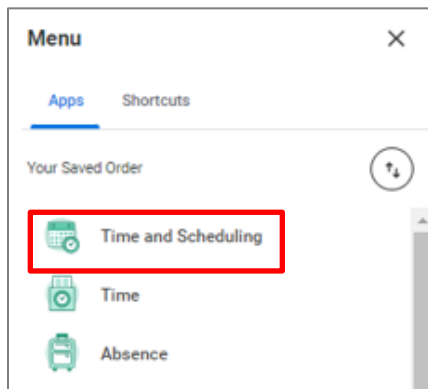 Menu
Apps Shortcuts
Your Saved Order
Time and Scheduling
Time
Absence